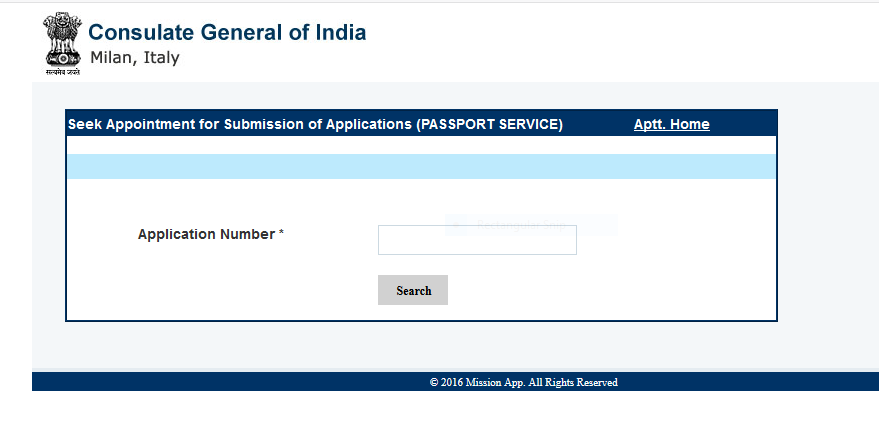 Consulate General of India
Milan, Italy
सत्यमेव जयते
Seek Appointment for Submission of Applications (PASSPORT SERVICE) Aptt. Home
Rectangular Snip
Application Number *
Search
© 2016 Mission App. All Rights Reserved